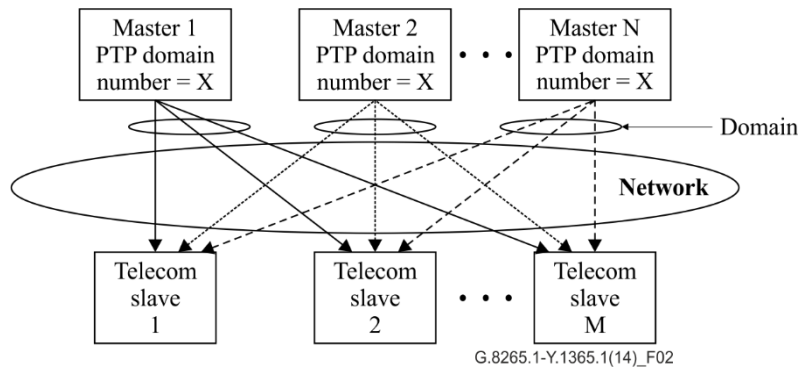 Master 1
PTP domain
number = X
Master 2
PTP domain
number = X
• • •
Master N
PTP domain
number = X
Domain
Network
Telecom
slave
1
Telecom
slave
2
• • •
Telecom
slave
M
G.8265.1-Y.1365.1(14)_F02